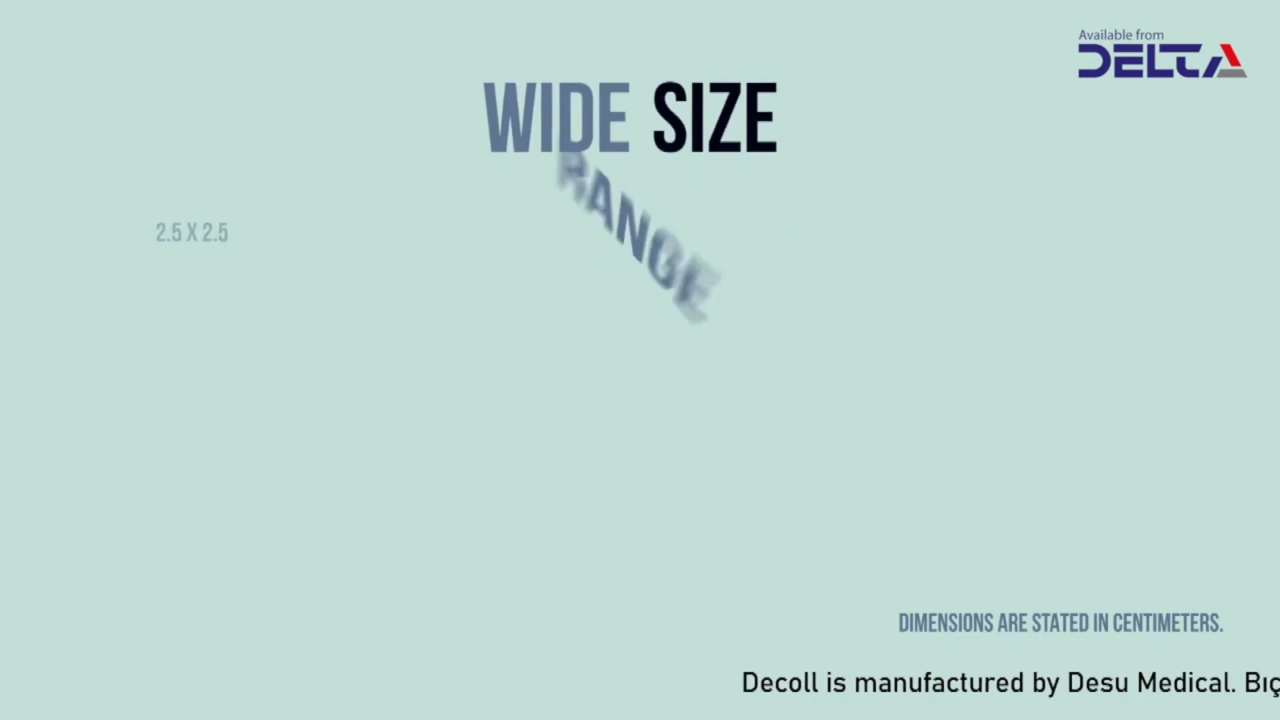 Available from
DELTA
WIDE SIZE
RANGE
2.5 X 2.5
DIMENSIONS ARE STATED IN CENTIMETERS.
Decoll is manufactured by Desu Medical.